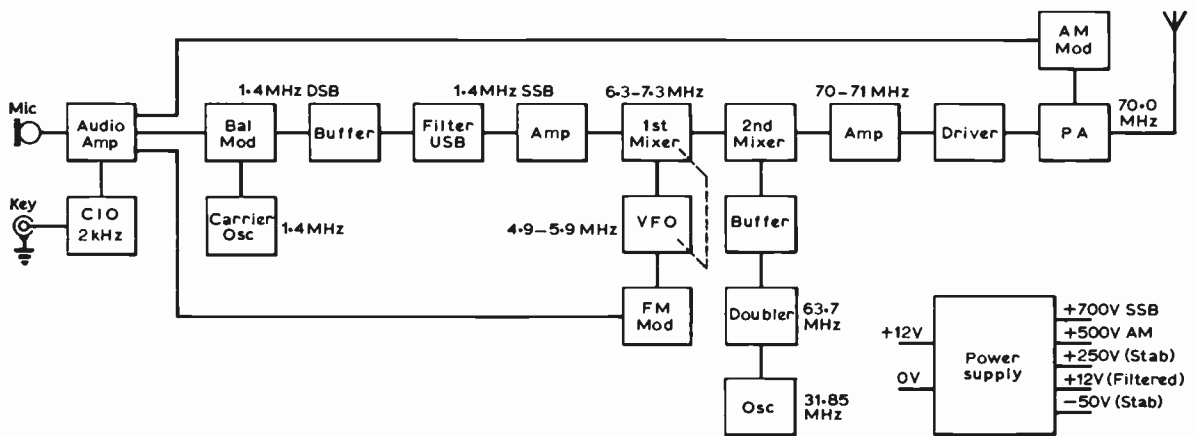 AM
Mod
1·4MHz DSB
1·4MHz SSB
6·3–7·3MHz
70–71MHz
70·0
MHz
Mic
Audio
Amp
Bal
Mod
Buffer
Filter
USB
Amp
1st
Mixer
2nd
Mixer
Amp
Driver
PA
Key
CIO
2kHz
Carrier
Osc
1·4MHz
4·9–5·9MHz
VFO
Buffer
FM
Mod
Doubler
63·7
MHz
Osc
31·85
MHz
+12V
0V
Power
supply
+700V SSB
+500V AM
+250V (Stab)
+12V (Filtered)
−50V (Stab)